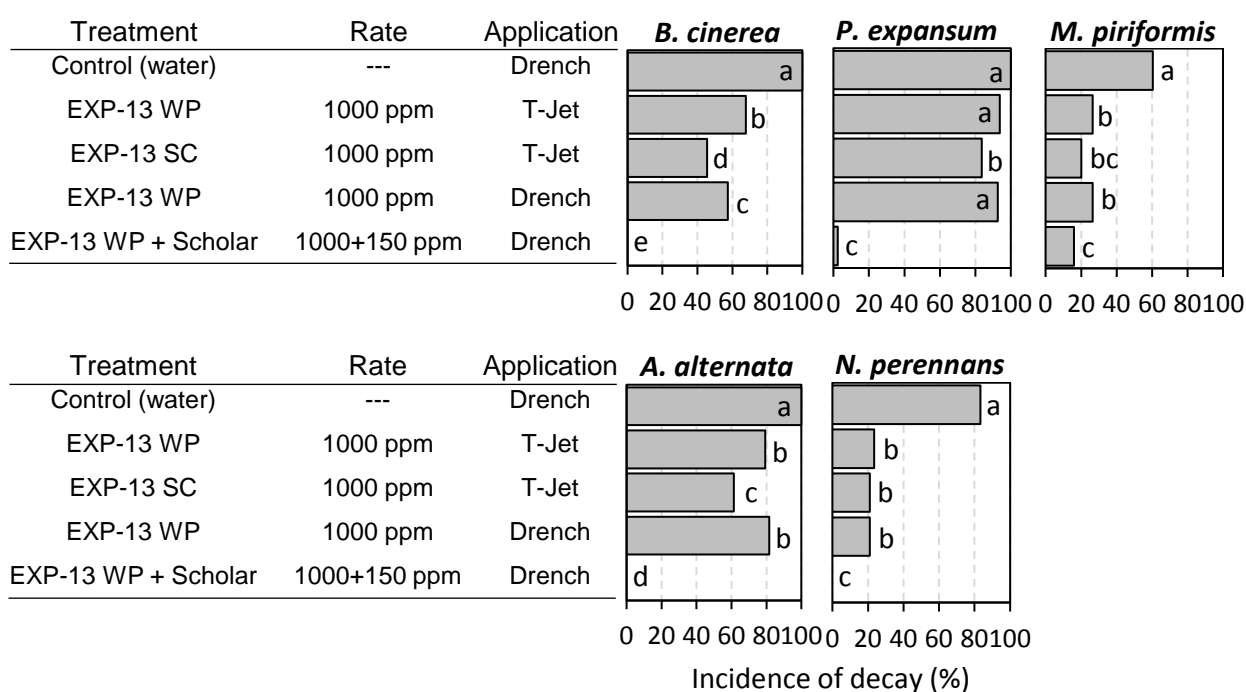 Treatment Rate Application B. cinerea P. expansum M. piriformis
Control (water) --- Drench a a a
EXP-13 WP 1000 ppm T-Jet b a b
EXP-13 SC 1000 ppm T-Jet d b bc
EXP-13 WP 1000 ppm Drench c a b
EXP-13 WP + Scholar 1000+150 ppm Drench e c c
0 20 40 60 80100 0 20 40 60 80100 0 20 40 60 80100
Treatment Rate Application A. alternata N. perennans
Control (water) --- Drench a a
EXP-13 WP 1000 ppm T-Jet b b
EXP-13 SC 1000 ppm T-Jet c b
EXP-13 WP 1000 ppm Drench b b
EXP-13 WP + Scholar 1000+150 ppm Drench d c
0 20 40 60 80100 0 20 40 60 80100
Incidence of decay (%)